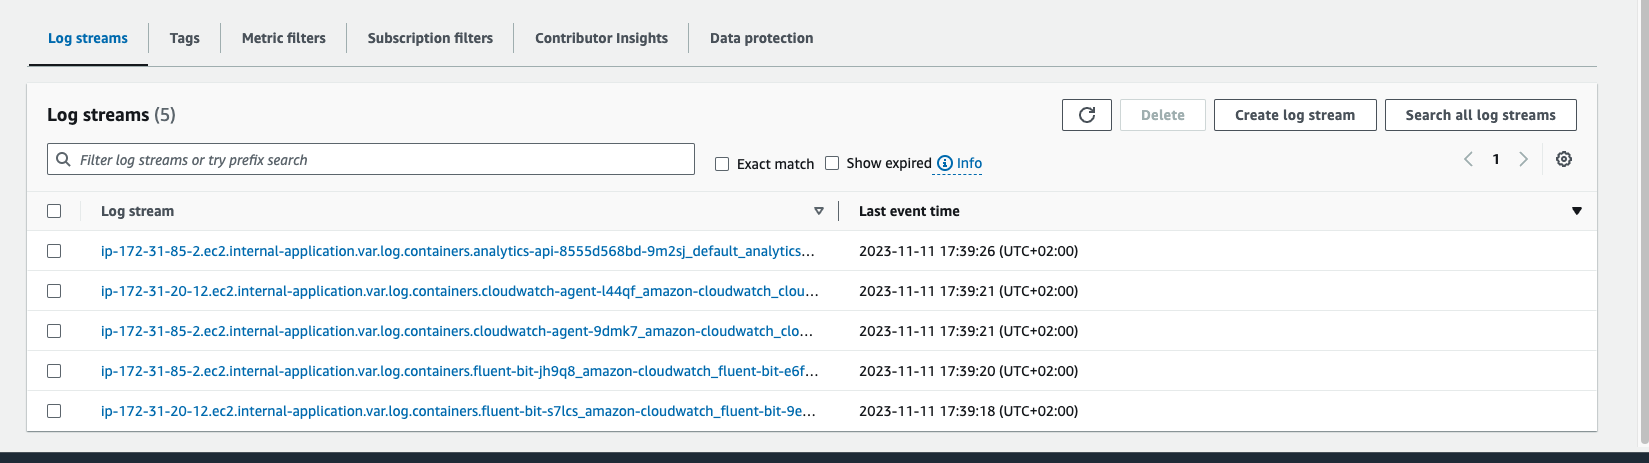 Log streams
Tags
Metric filters
Subscription filters
Contributor Insights
Data protection
Log streams (5)
Delete
Create log stream
Search all log streams
Filter log streams or try prefix search
Exact match
Show expired
Info
1
Log stream
Last event time
ip-172-31-85-2.ec2.internal-application.var.log.containers.analytics-api-8555d568bd-9m2sj_default_analytics...
2023-11-11 17:39:26 (UTC+02:00)
ip-172-31-20-12.ec2.internal-application.var.log.containers.cloudwatch-agent-l44qf_amazon-cloudwatch_clou...
2023-11-11 17:39:21 (UTC+02:00)
ip-172-31-85-2.ec2.internal-application.var.log.containers.cloudwatch-agent-9dmk7_amazon-cloudwatch_clo...
2023-11-11 17:39:21 (UTC+02:00)
ip-172-31-85-2.ec2.internal-application.var.log.containers.fluent-bit-jh9q8_amazon-cloudwatch_fluent-bit-e6f...
2023-11-11 17:39:20 (UTC+02:00)
ip-172-31-20-12.ec2.internal-application.var.log.containers.fluent-bit-s7lcs_amazon-cloudwatch_fluent-bit-9e...
2023-11-11 17:39:18 (UTC+02:00)